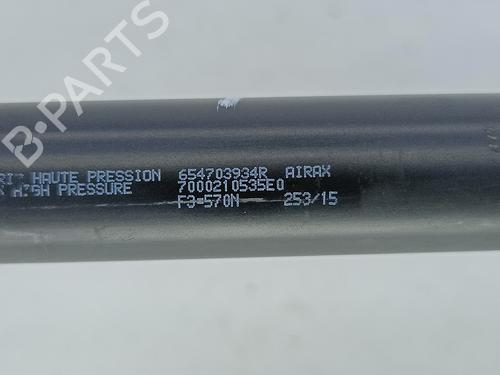 HAUTE PRESSION 654703934R AIRAX
HIGH PRESSURE 7000210535E0
F3=570N 253/15
B-PARTS